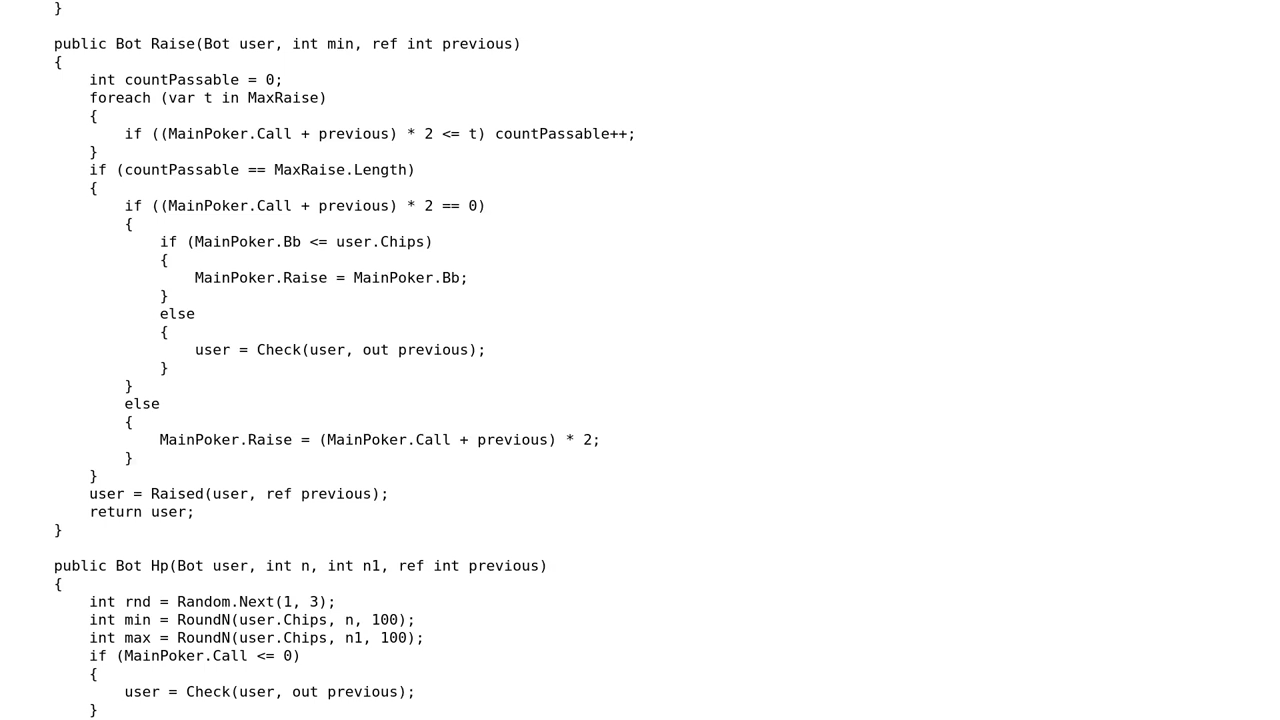 }

public Bot Raise(Bot user, int min, ref int previous)
{
    int countPassable = 0;
    foreach (var t in MaxRaise)
    {
        if ((MainPoker.Call + previous) * 2 <= t) countPassable++;
    }
    if (countPassable == MaxRaise.Length)
    {
        if ((MainPoker.Call + previous) * 2 == 0)
        {
            if (MainPoker.Bb <= user.Chips)
            {
                MainPoker.Raise = MainPoker.Bb;
            }
            else
            {
                user = Check(user, out previous);
            }
        }
        else
        {
            MainPoker.Raise = (MainPoker.Call + previous) * 2;
        }
    }
    user = Raised(user, ref previous);
    return user;
}

public Bot Hp(Bot user, int n, int n1, ref int previous)
{
    int rnd = Random.Next(1, 3);
    int min = RoundN(user.Chips, n, 100);
    int max = RoundN(user.Chips, n1, 100);
    if (MainPoker.Call <= 0)
    {
        user = Check(user, out previous);
    }